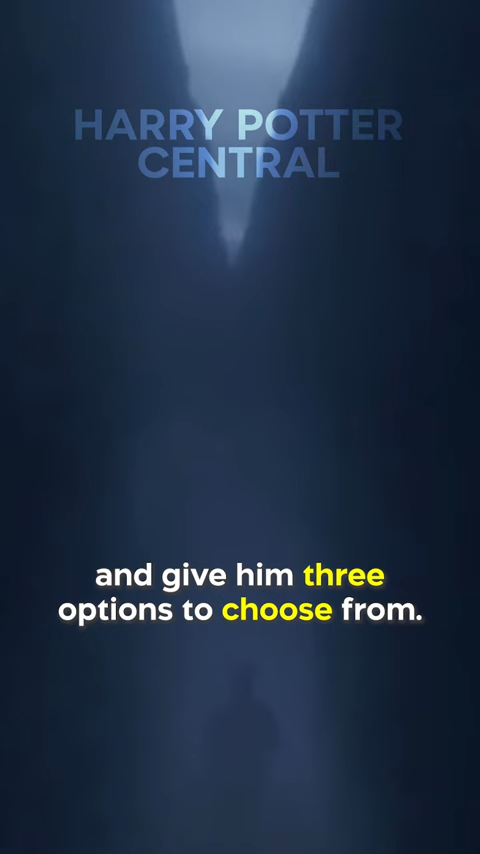 HARRY POTTER
CENTRAL
and give him three
options to choose from.